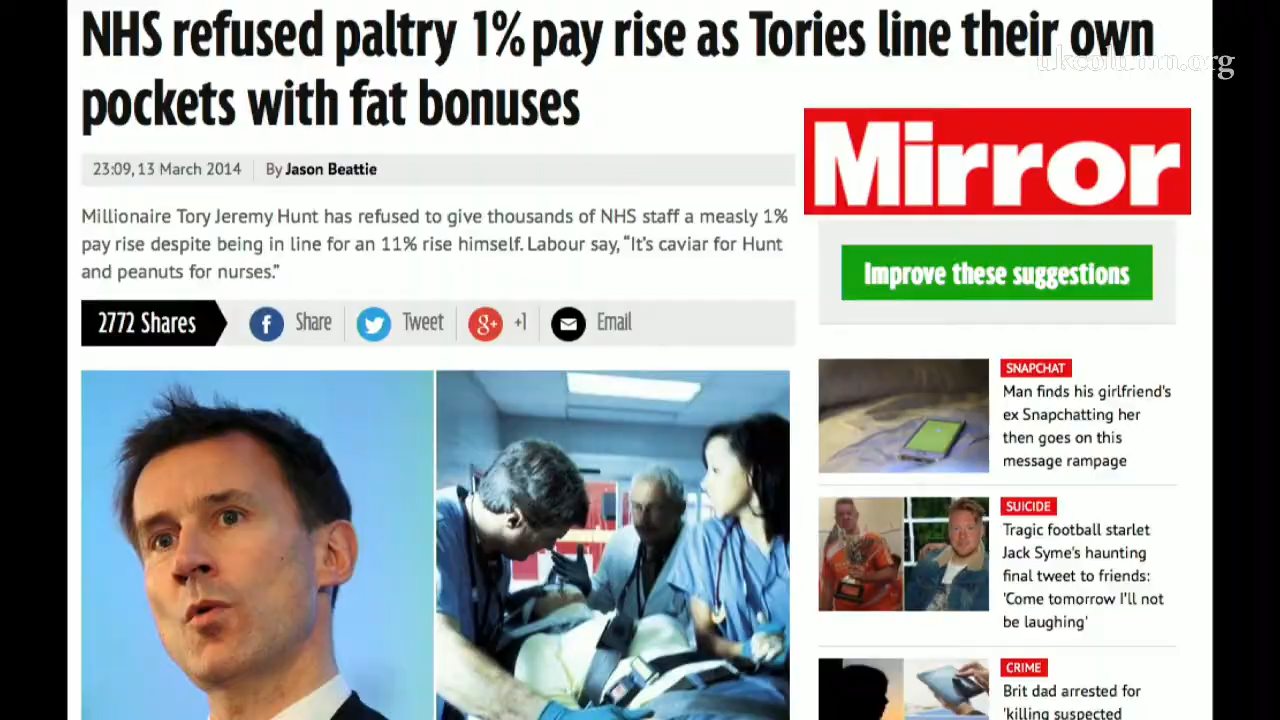 NHS refused paltry 1% pay rise as Tories line their own
pockets with fat bonuses
ukcolumn.org
Mirror
23:09, 13 March 2014
By Jason Beattie
Millionaire Tory Jeremy Hunt has refused to give thousands of NHS staff a measly 1%
pay rise despite being in line for an 11% rise himself. Labour say, “It's caviar for Hunt
and peanuts for nurses.”
2772 Shares
Share
Tweet
g+
+1
Email
Improve these suggestions
SNAPCHAT
Man finds his girlfriend's
ex Snapchatting her
then goes on this
message rampage
SUICIDE
Tragic football starlet
Jack Syme's haunting
final tweet to friends:
'Come tomorrow I'll not
be laughing'
CRIME
Brit dad arrested for
'killing suspected